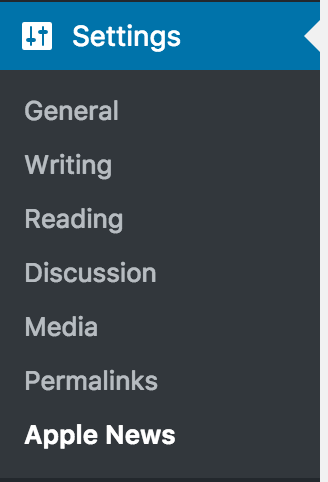 Settings
General
Writing
Reading
Discussion
Media
Permalinks
Apple News